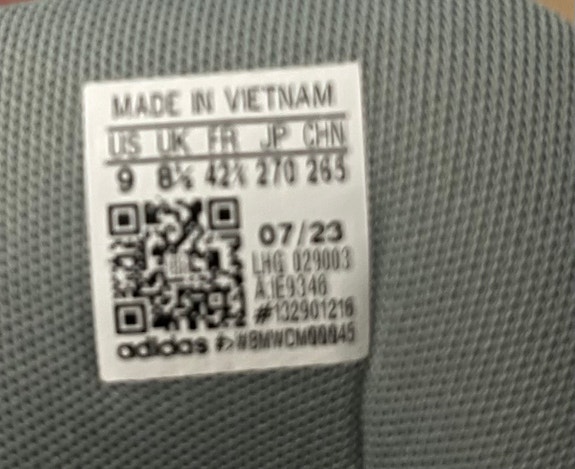 MADE IN VIETNAM
US UK FR JP CHN
9 8½ 42⅔ 270 265
07/23
LHG 029003
#132901216
adidas